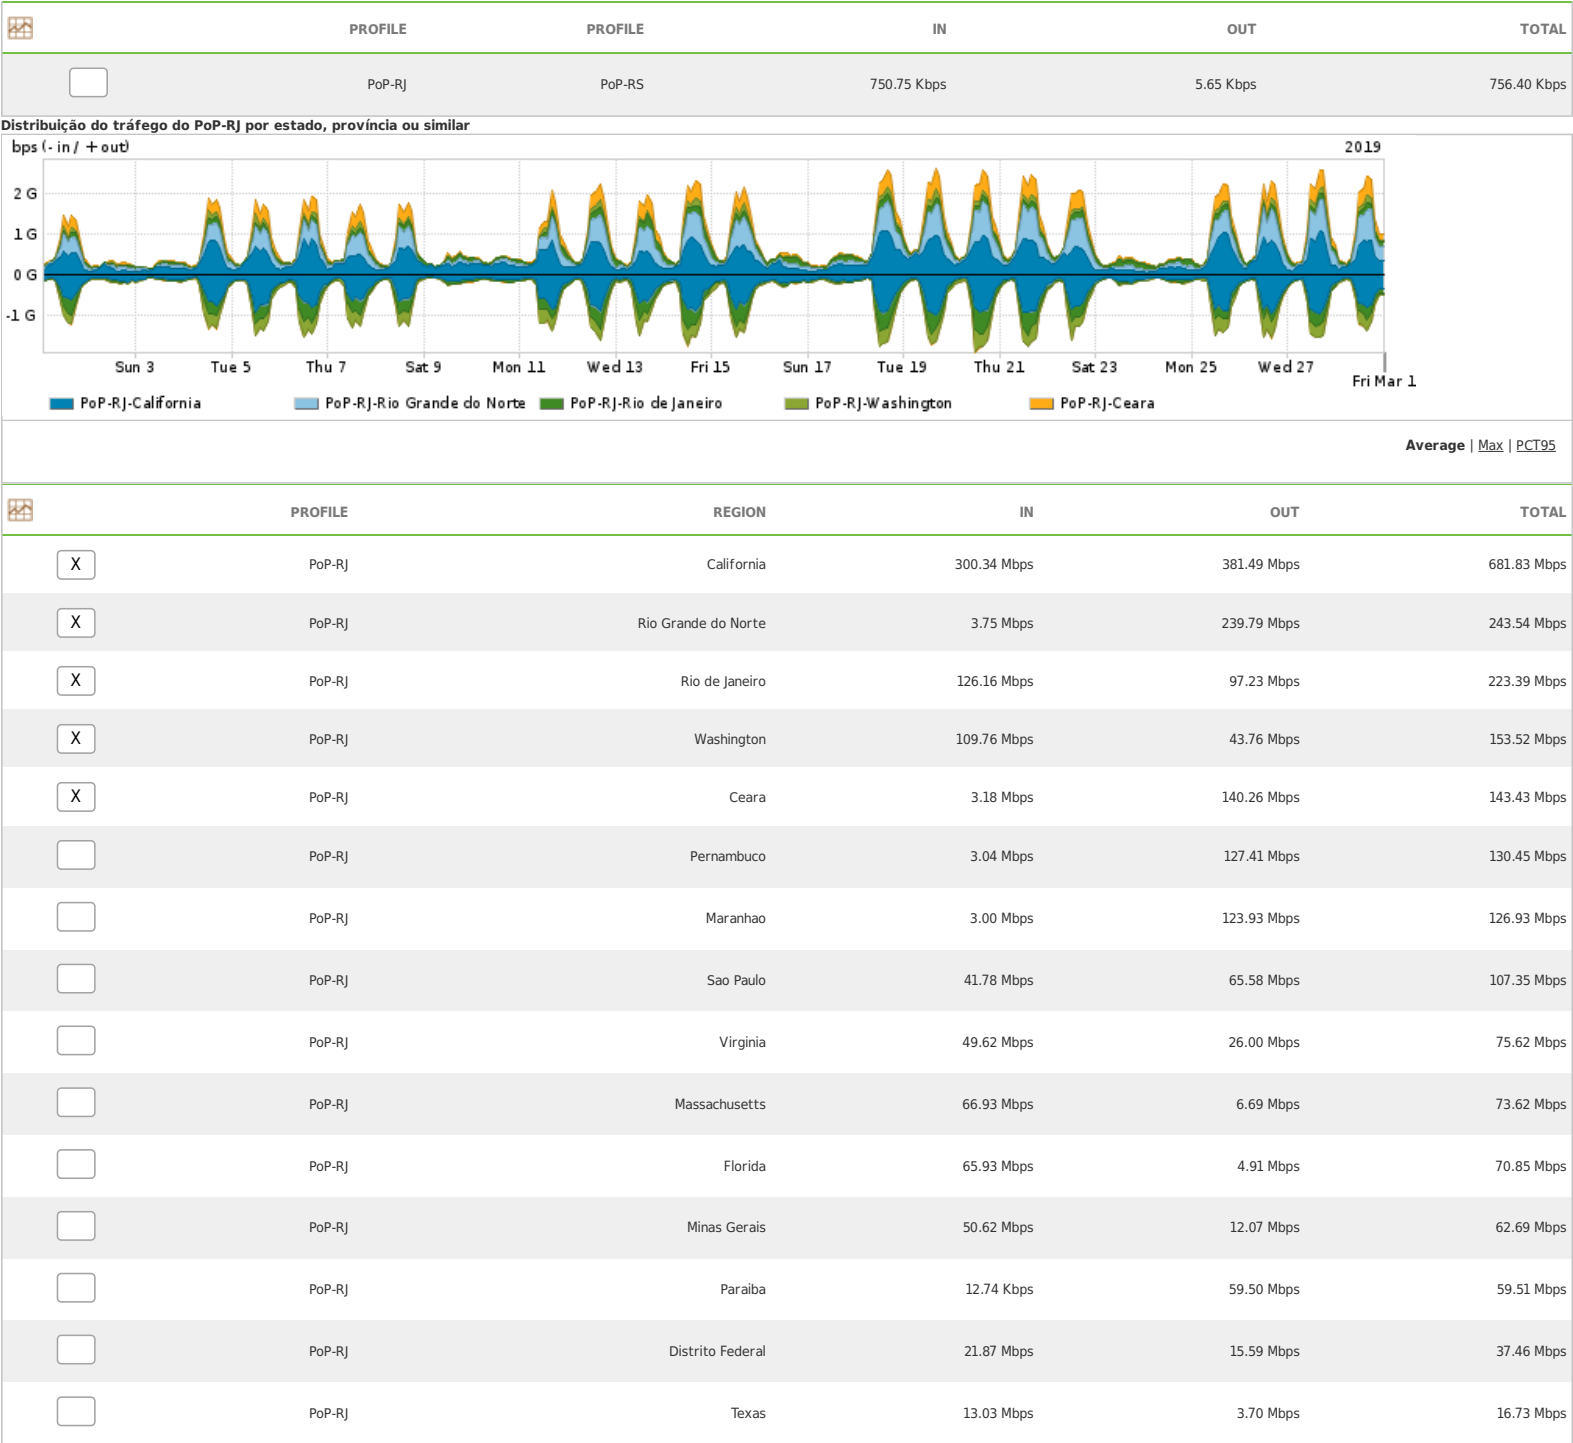 PROFILE PROFILE IN OUT TOTAL
PoP-RJ PoP-RS 750.75 Kbps 5.65 Kbps 756.40 Kbps
Distribuição do tráfego do PoP-RJ por estado, província ou similar
bps (- in / + out) 2019
2 G
1 G
0 G
-1 G
Sun 3 Tue 5 Thu 7 Sat 9 Mon 11 Wed 13 Fri 15 Sun 17 Tue 19 Thu 21 Sat 23 Mon 25 Wed 27
Fri Mar 1
PoP-RJ-California PoP-RJ-Rio Grande do Norte PoP-RJ-Rio de Janeiro PoP-RJ-Washington PoP-RJ-Ceara
Average | Max | PCT95
PROFILE REGION IN OUT TOTAL
X PoP-RJ California 300.34 Mbps 381.49 Mbps 681.83 Mbps
X PoP-RJ Rio Grande do Norte 3.75 Mbps 239.79 Mbps 243.54 Mbps
X PoP-RJ Rio de Janeiro 126.16 Mbps 97.23 Mbps 223.39 Mbps
X PoP-RJ Washington 109.76 Mbps 43.76 Mbps 153.52 Mbps
X PoP-RJ Ceara 3.18 Mbps 140.26 Mbps 143.43 Mbps
PoP-RJ Pernambuco 3.04 Mbps 127.41 Mbps 130.45 Mbps
PoP-RJ Maranhao 3.00 Mbps 123.93 Mbps 126.93 Mbps
PoP-RJ Sao Paulo 41.78 Mbps 65.58 Mbps 107.35 Mbps
PoP-RJ Virginia 49.62 Mbps 26.00 Mbps 75.62 Mbps
PoP-RJ Massachusetts 66.93 Mbps 6.69 Mbps 73.62 Mbps
PoP-RJ Florida 65.93 Mbps 4.91 Mbps 70.85 Mbps
PoP-RJ Minas Gerais 50.62 Mbps 12.07 Mbps 62.69 Mbps
PoP-RJ Paraiba 12.74 Kbps 59.50 Mbps 59.51 Mbps
PoP-RJ Distrito Federal 21.87 Mbps 15.59 Mbps 37.46 Mbps
PoP-RJ Texas 13.03 Mbps 3.70 Mbps 16.73 Mbps